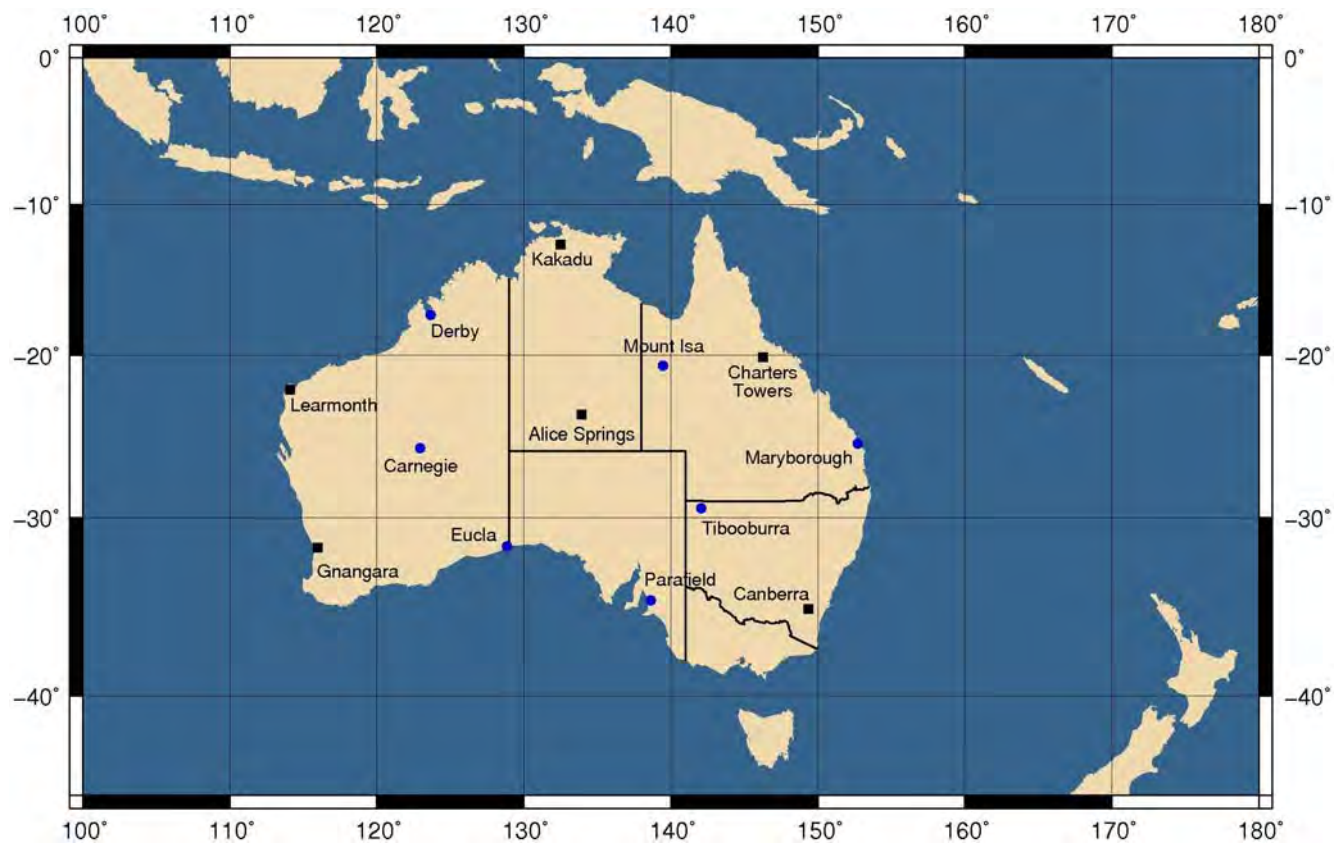 100° 110° 120° 130° 140° 150° 160° 170° 180°
0° 0°
−10° −10°
Kakadu
Derby
Mount Isa
−20° −20°
Charters
Towers
Learmonth
Alice Springs
Maryborough
Carnegie
−30° −30°
Tibooburra
Eucla
Gnangara
Parafield
Canberra
−40° −40°
100° 110° 120° 130° 140° 150° 160° 170° 180°